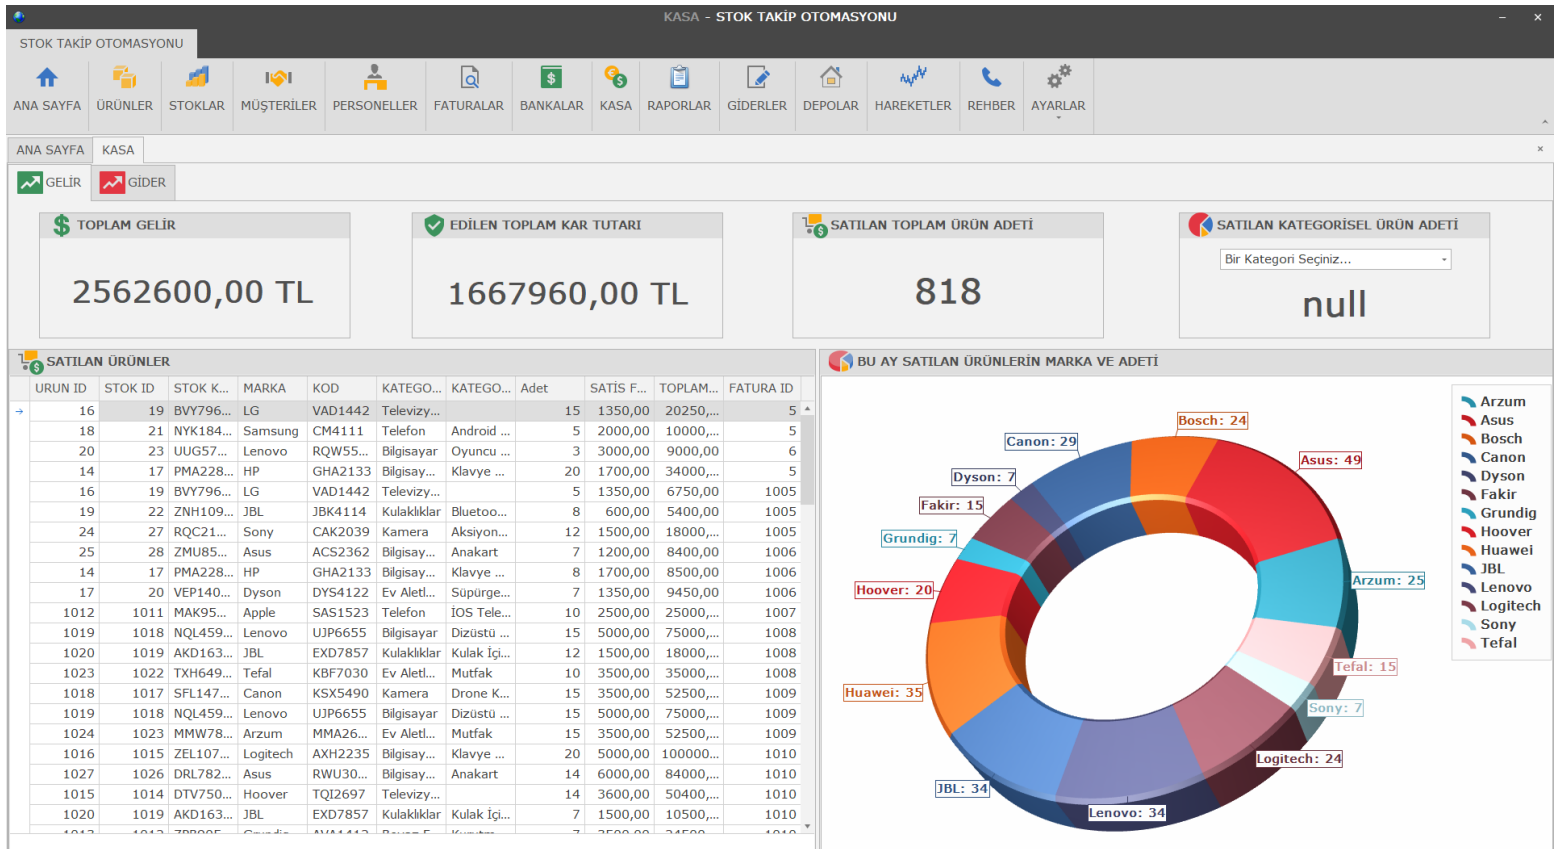 KASA - STOK TAKİP OTOMASYONU
STOK TAKİP OTOMASYONU
ANA SAYFA ÜRÜNLER STOKLAR MÜŞTERİLER PERSONELLER FATURALAR BANKALAR KASA RAPORLAR GİDERLER DEPOLAR HAREKETLER REHBER AYARLAR
ANA SAYFA KASA
GELİR GİDER
TOPLAM GELİR
2562600,00 TL
EDİLEN TOPLAM KAR TUTARI
1667960,00 TL
SATILAN TOPLAM ÜRÜN ADETİ
818
SATILAN KATEGORİSEL ÜRÜN ADETİ
Bir Kategori Seçiniz...
null
SATILAN ÜRÜNLER
URUN ID STOK ID STOK K... MARKA KOD KATEGO... KATEGO... Adet SATİS F... TOPLAM... FATURA ID
16 19 BVY796... LG VAD1442 Televizy... 15 1350,00 20250,... 5
18 21 NYK184... Samsung CM4111 Telefon Android ... 5 2000,00 10000,... 5
20 23 UUG57... Lenovo RQW55... Bilgisayar Oyuncu ... 3 3000,00 9000,00 6
14 17 PMA228... HP GHA2133 Bilgisay... Klavye ... 20 1700,00 34000,... 5
16 19 BVY796... LG VAD1442 Televizy... 5 1350,00 6750,00 1005
19 22 ZNH109... JBL JBK4114 Kulaklıklar Bluetoo... 8 600,00 5400,00 1005
24 27 RQC21... Sony CAK2039 Kamera Aksiyon... 12 1500,00 18000,... 1005
25 28 ZMU85... Asus ACS2362 Bilgisay... Anakart 7 1200,00 8400,00 1006
14 17 PMA228... HP GHA2133 Bilgisay... Klavye ... 8 1700,00 8500,00 1006
17 20 VEP140... Dyson DYS4122 Ev Aletl... Süpürge... 7 1350,00 9450,00 1006
1012 1011 MAK95... Apple SAS1523 Telefon İOS Tele... 10 2500,00 25000,... 1007
1019 1018 NQL459... Lenovo UJP6655 Bilgisayar Dizüstü ... 15 5000,00 75000,... 1008
1020 1019 AKD163... JBL EXD7857 Kulaklıklar Kulak İçi... 12 1500,00 18000,... 1008
1023 1022 TXH649... Tefal KBF7030 Ev Aletl... Mutfak 10 3500,00 35000,... 1008
1018 1017 SFL147... Canon KSX5490 Kamera Drone K... 15 3500,00 52500,... 1009
1019 1018 NQL459... Lenovo UJP6655 Bilgisayar Dizüstü ... 15 5000,00 75000,... 1009
1024 1023 MMW78... Arzum MMA26... Ev Aletl... Mutfak 15 3500,00 52500,... 1009
1016 1015 ZEL107... Logitech AXH2235 Bilgisay... Klavye ... 20 5000,00 100000... 1010
1027 1026 DRL782... Asus RWU30... Bilgisay... Anakart 14 6000,00 84000,... 1010
1015 1014 DTV750... Hoover TQI2697 Televizy... 14 3600,00 50400,... 1010
1020 1019 AKD163... JBL EXD7857 Kulaklıklar Kulak İçi... 7 1500,00 10500,... 1010
BU AY SATILAN ÜRÜNLERİN MARKA VE ADETİ
Bosch: 24
Canon: 29
Asus: 49
Dyson: 7
Fakir: 15
Grundig: 7
Arzum: 25
Hoover: 20
Tefal: 15
Huawei: 35
Sony: 7
Logitech: 24
JBL: 34
Lenovo: 34
Arzum
Asus
Bosch
Canon
Dyson
Fakir
Grundig
Hoover
Huawei
JBL
Lenovo
Logitech
Sony
Tefal